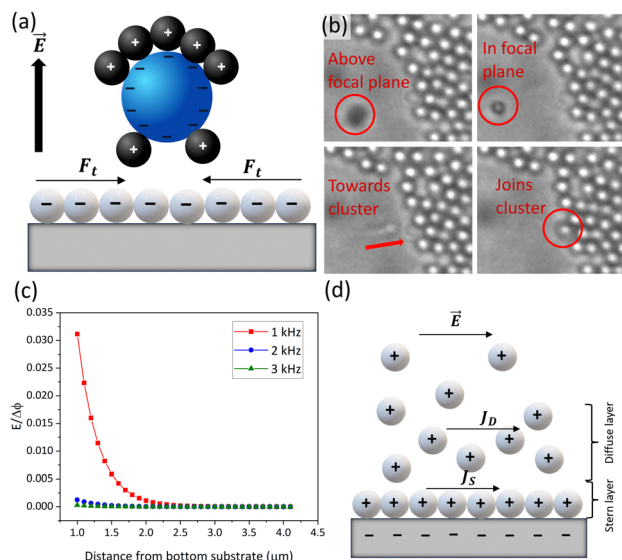 (a)
E
+ + + + +
− − − − − − − − − −
+ +
F_t F_t
− − − − − − − −
(b)
Above
focal plane
In focal
plane
Towards
cluster
Joins
cluster
(c)
E/Δϕ
0.035
0.030
0.025
0.020
0.015
0.010
0.005
0.000
1 kHz
2 kHz
3 kHz
1.0 1.5 2.0 2.5 3.0 3.5 4.0 4.5
Distance from bottom substrate (μm)
(d)
E
+ +
+ + +
J_D
+ + +
+ +
J_S
+ + + + + + + +
− − − − − − −
Diffuse layer
Stern layer